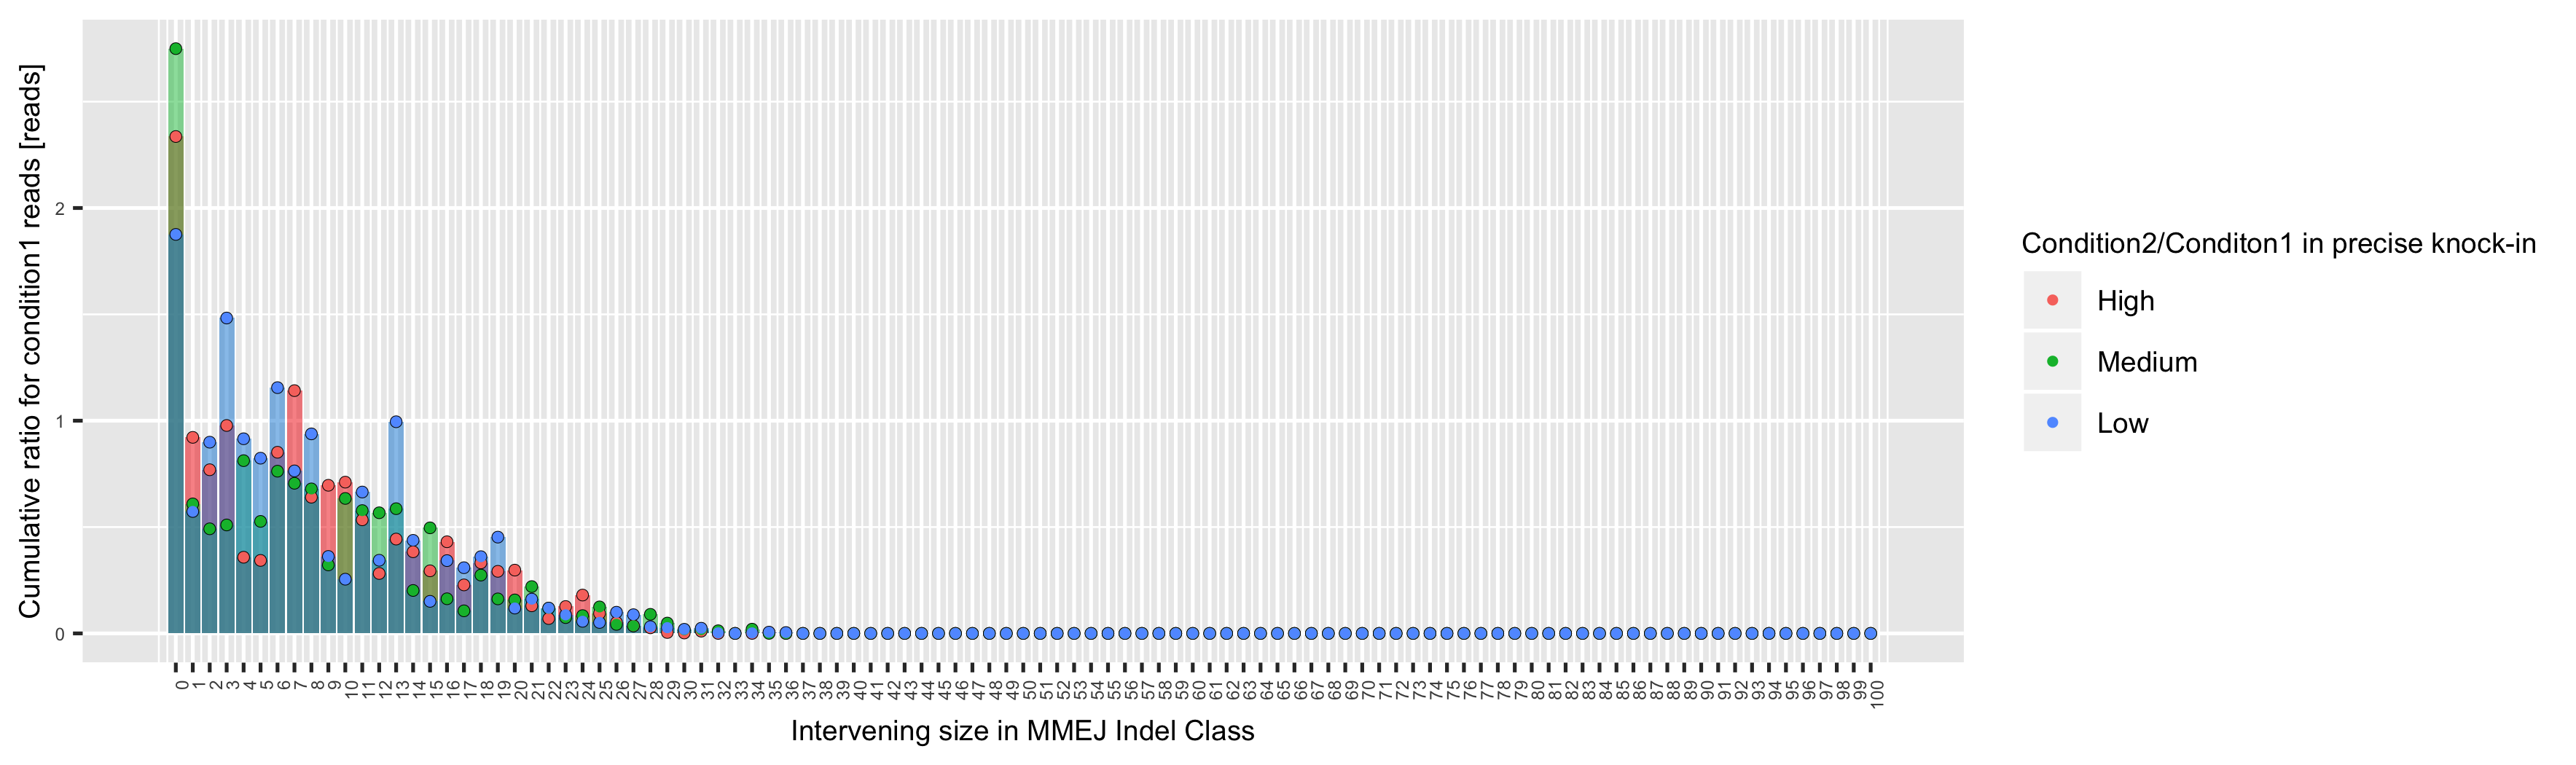 Cumulative ratio for condition1 reads [reads]
2
1
0
0 1 2 3 4 5 6 7 8 9 10 11 12 13 14 15 16 17 18 19 20 21 22 23 24 25 26 27 28 29 30 31 32 33 34 35 36 37 38 39 40 41 42 43 44 45 46 47 48 49 50 51 52 53 54 55 56 57 58 59 60 61 62 63 64 65 66 67 68 69 70 71 72 73 74 75 76 77 78 79 80 81 82 83 84 85 86 87 88 89 90 91 92 93 94 95 96 97 98 99 100
Intervening size in MMEJ Indel Class
Condition2/Conditon1 in precise knock-in
High
Medium
Low